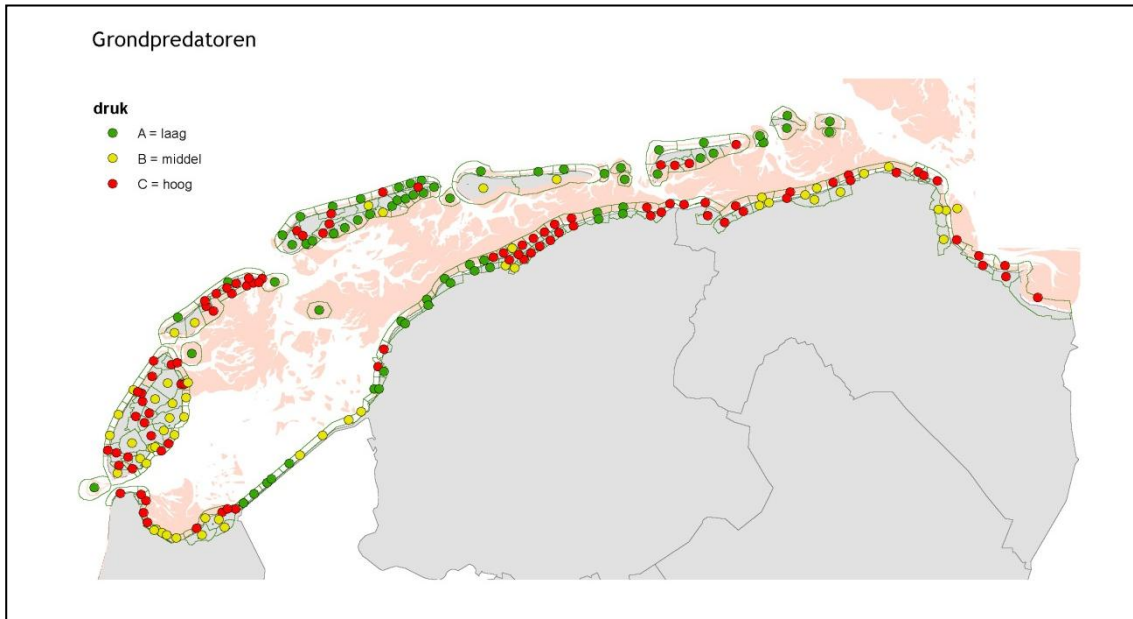 Grondpredatoren
druk
A = laag
B = middel
C = hoog